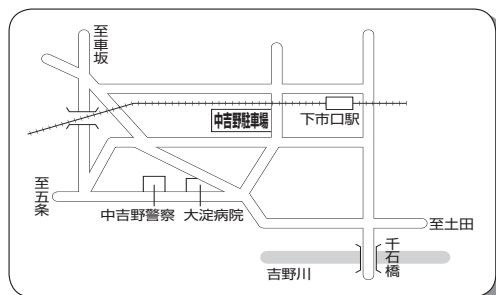 至車坂
中吉野駐車場
下市口駅
至五条
中吉野警察
大淀病院
至土田
千石橋
吉野川